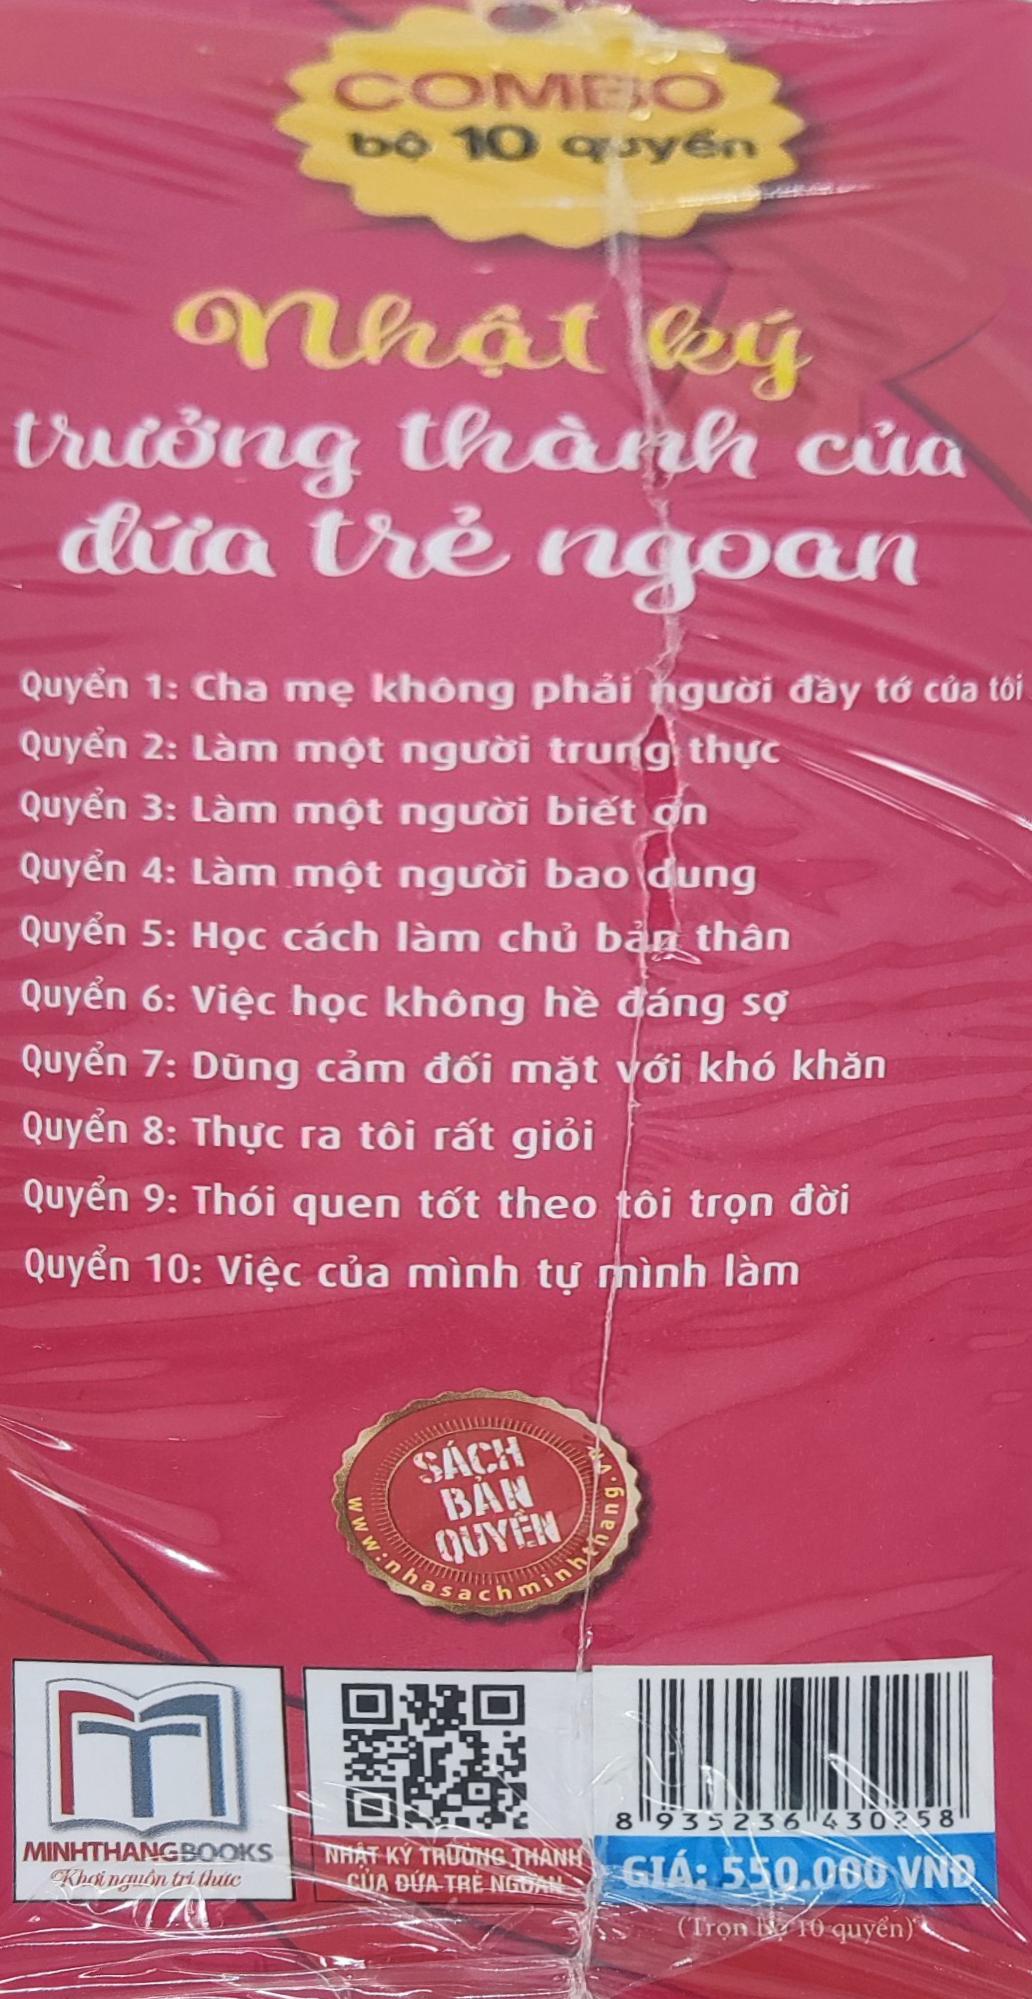 COMBO
bộ 10 quyển
Nhật ký
trưởng thành của
đứa trẻ ngoan
Quyển 1: Cha mẹ không phải người đầy tớ của tôi
Quyển 2: Làm một người trung thực
Quyển 3: Làm một người biết ơn
Quyển 4: Làm một người bao dung
Quyển 5: Học cách làm chủ bản thân
Quyển 6: Việc học không hề đáng sợ
Quyển 7: Dũng cảm đối mặt với khó khăn
Quyển 8: Thực ra tôi rất giỏi
Quyển 9: Thói quen tốt theo tôi trọn đời
Quyển 10: Việc của mình tự mình làm
SÁCH
BẢN
QUYỀN
www.nhasachminhthang.vn
MINHTHANGBOOKS
Khơi nguồn tri thức
NHẬT KÝ TRƯỞNG THÀNH
CỦA ĐỨA TRẺ NGOAN
8 935236 430258
GIÁ: 550.000 VNĐ
(Trọn bộ 10 quyển)